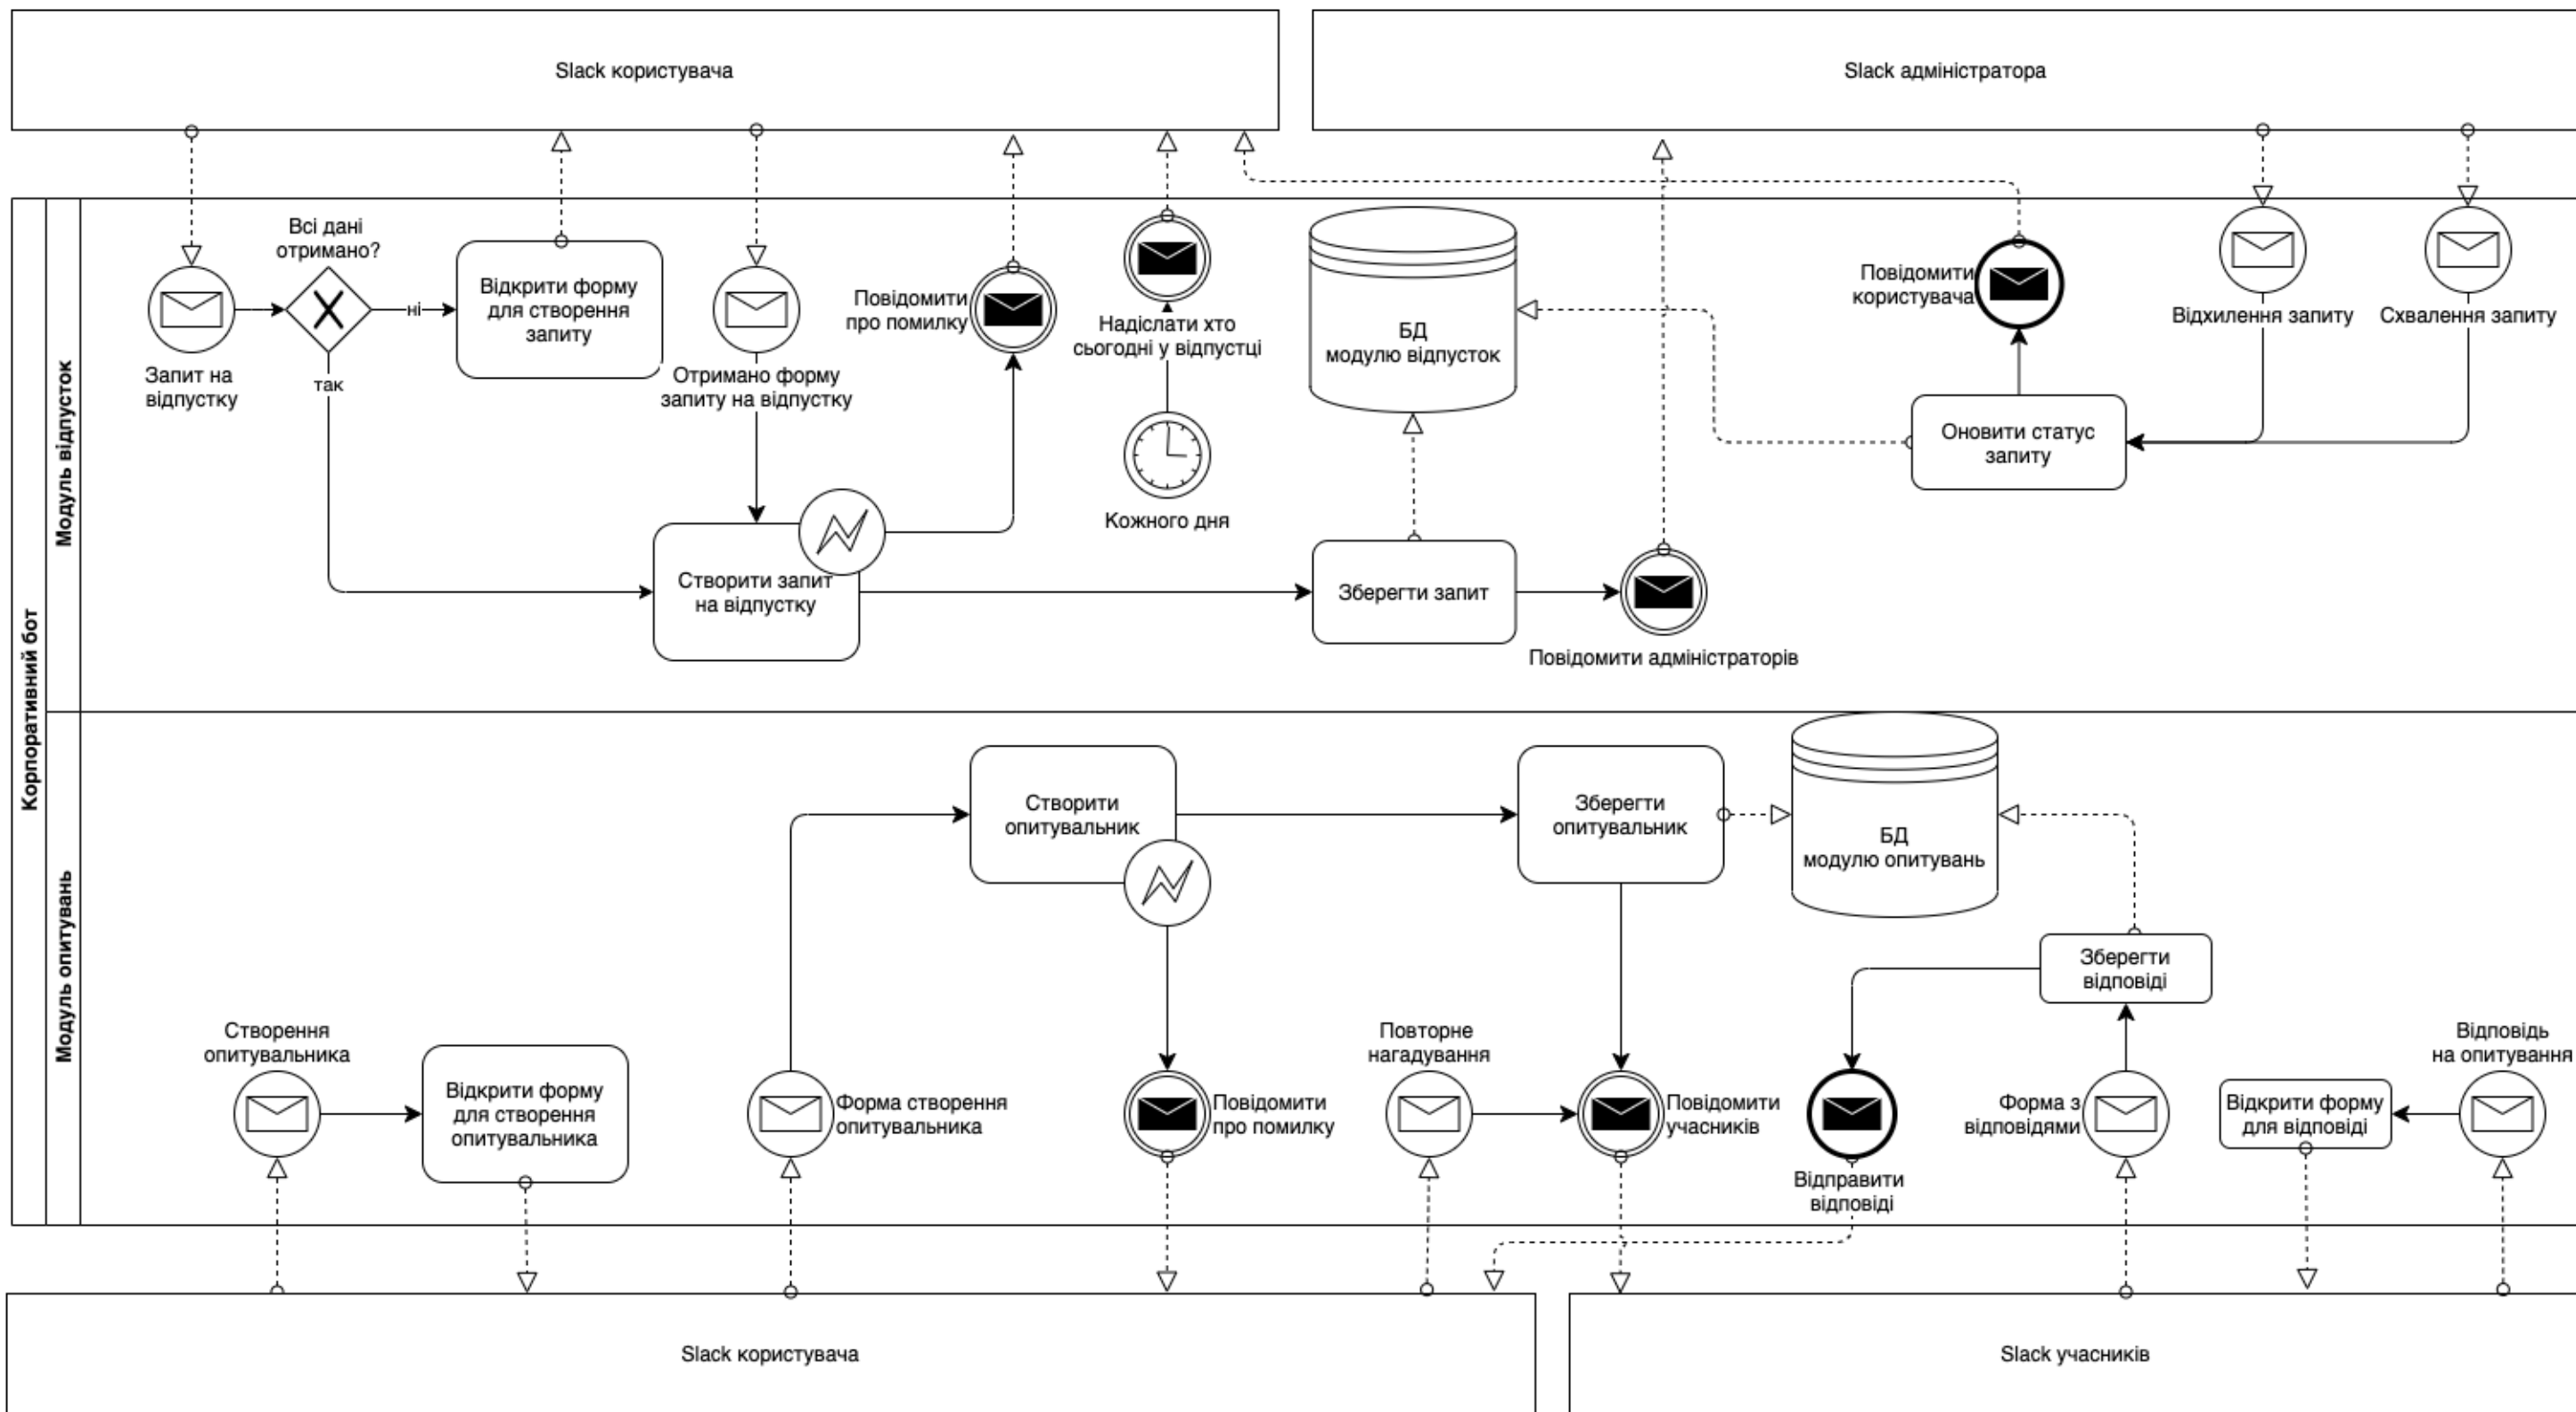 Slack користувача
Slack адміністратора
Корпоративний бот
Модуль відпусток
Всі дані
отримано?
Запит на
відпустку
ні
так
Відкрити форму
для створення
запиту
Отримано форму
запиту на відпустку
Повідомити
про помилку
Надіслати хто
сьогодні у відпустці
Кожного дня
БД
модулю відпусток
Повідомити
користувача
Відхилення запиту
Схвалення запиту
Оновити статус
запиту
Створити запит
на відпустку
Зберегти запит
Повідомити адміністраторів
Модуль опитувань
Створити
опитувальник
Зберегти
опитувальник
БД
модулю опитувань
Зберегти
відповіді
Створення
опитувальника
Відкрити форму
для створення
опитувальника
Форма створення
опитувальника
Повідомити
про помилку
Повторне
нагадування
Повідомити
учасників
Відправити
відповіді
Форма з
відповідями
Відкрити форму
для відповіді
Відповідь
на опитування
Slack користувача
Slack учасників